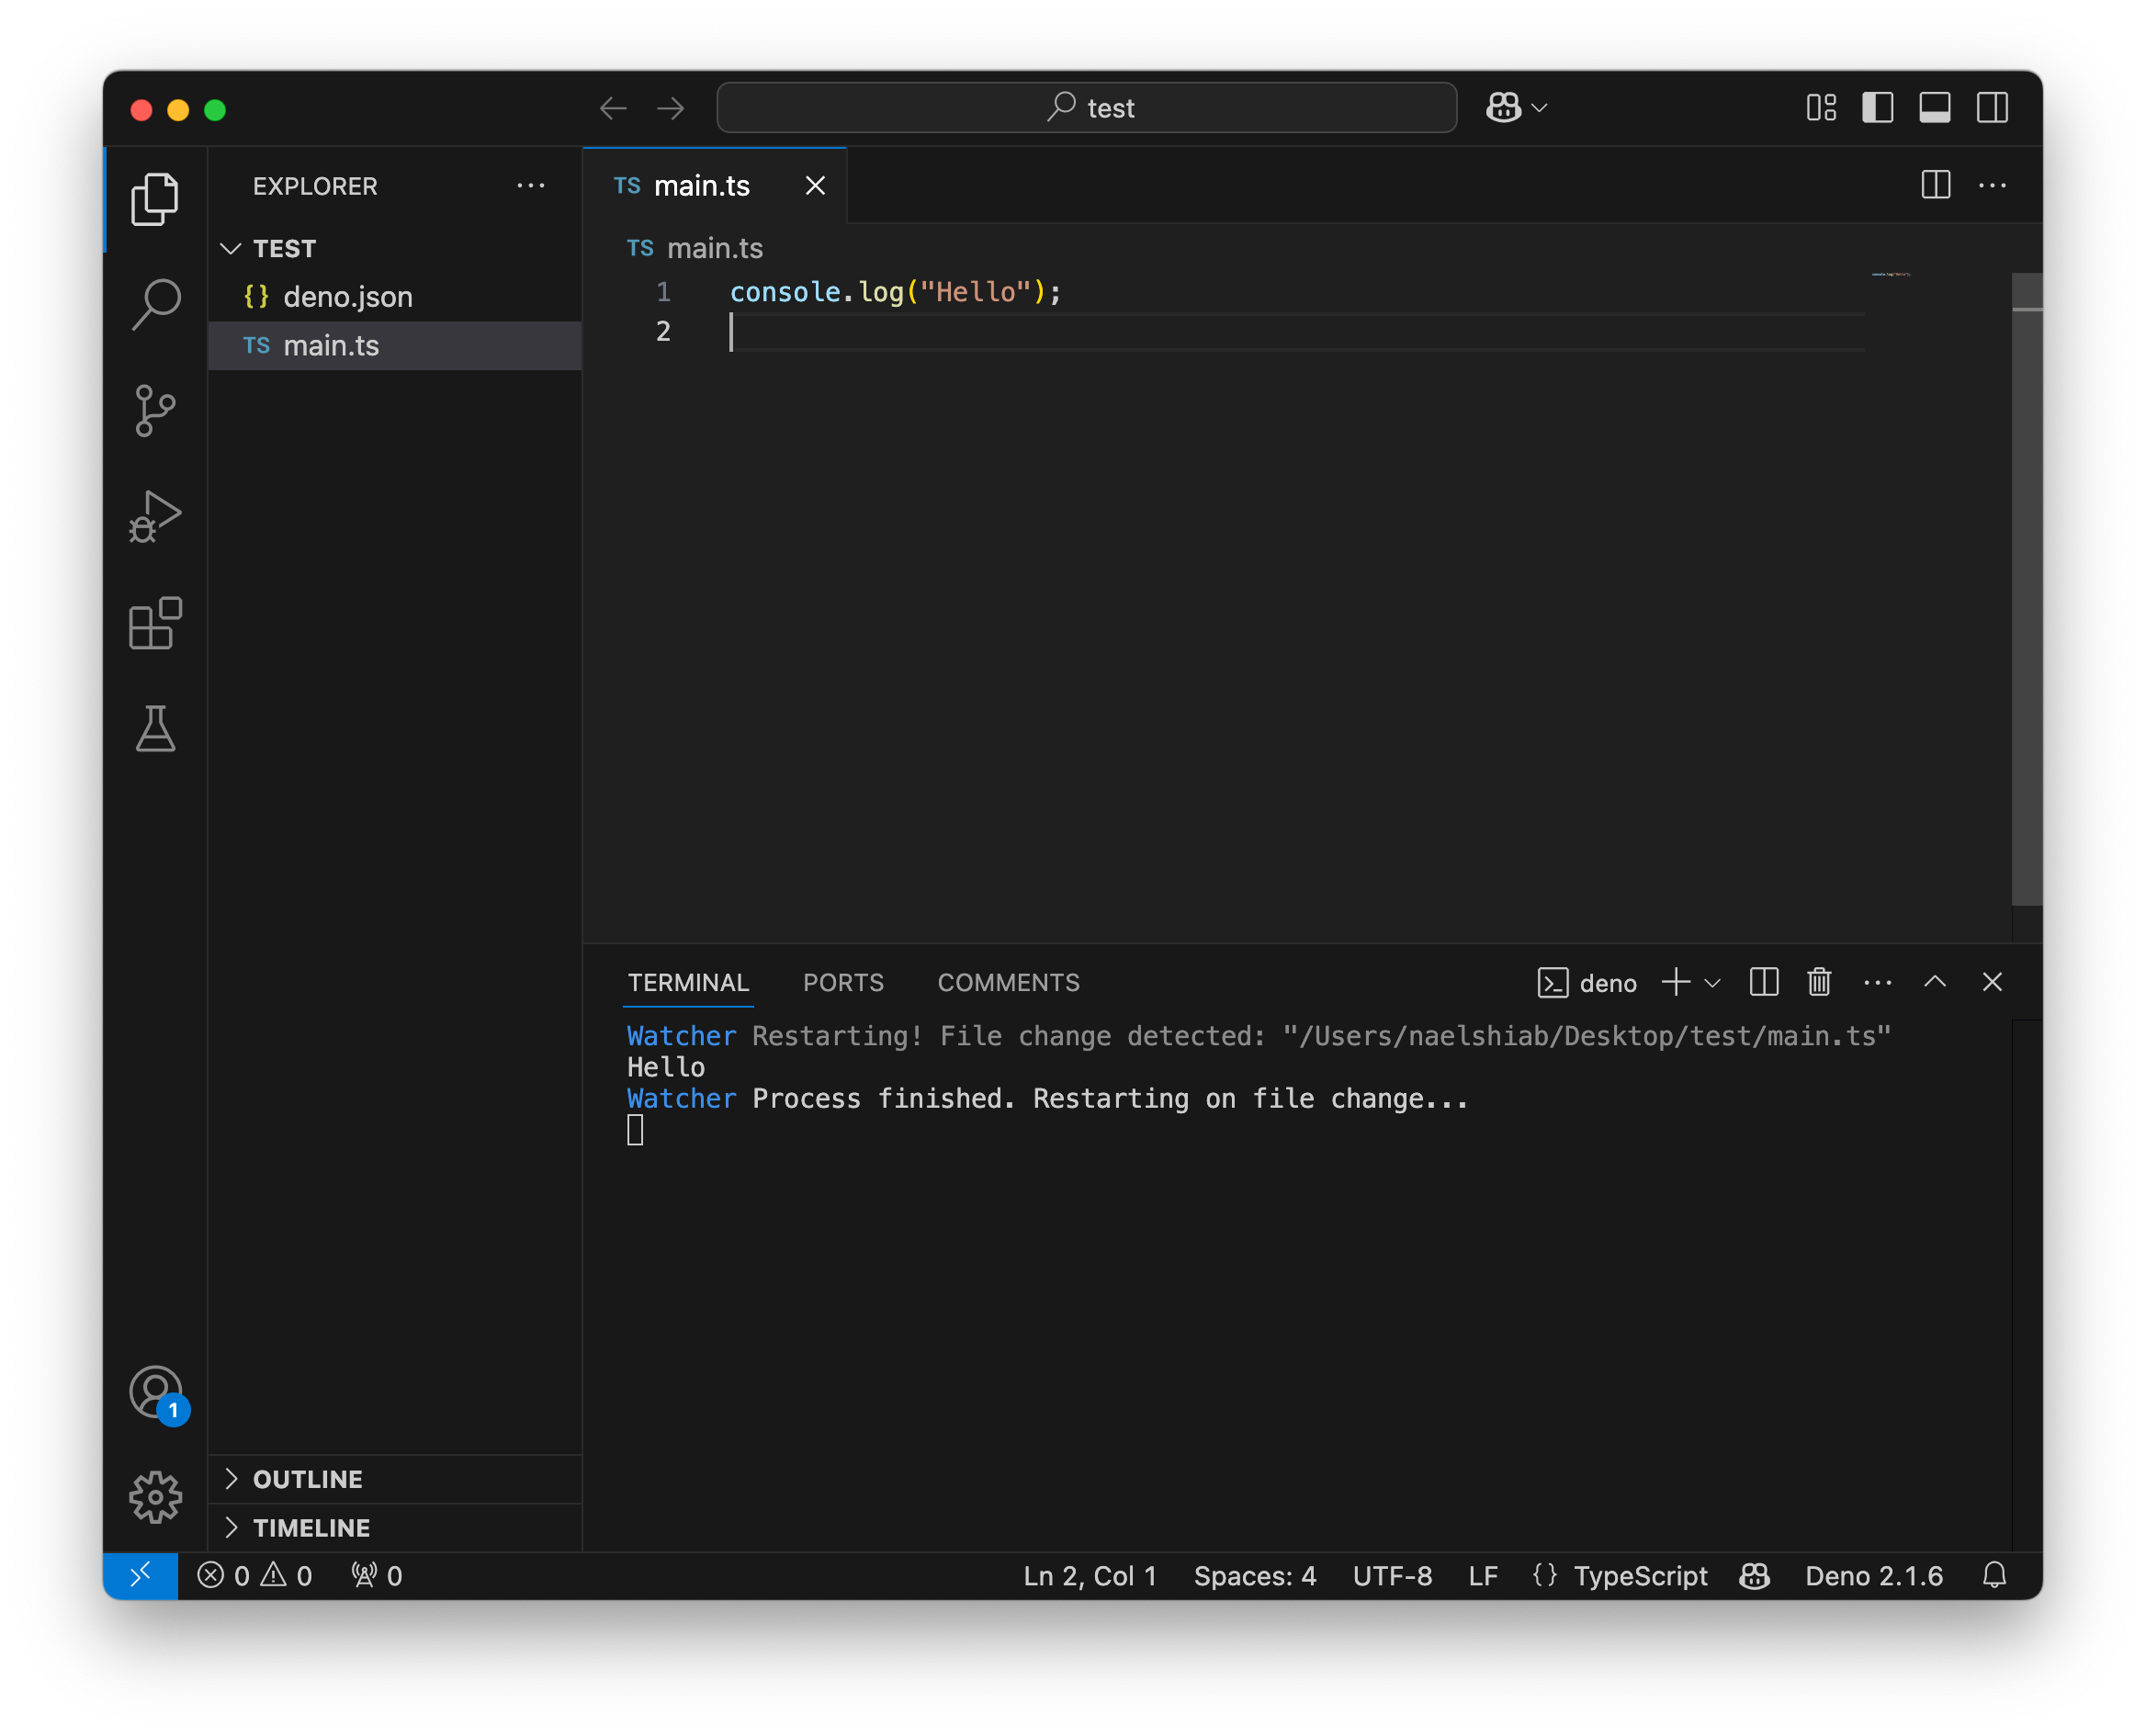 test
EXPLORER
TEST
{} deno.json
TS main.ts
TS main.ts
TS main.ts
1 console.log("Hello");
2
TERMINAL PORTS COMMENTS
deno
Watcher Restarting! File change detected: "/Users/naelshiab/Desktop/test/main.ts"
Hello
Watcher Process finished. Restarting on file change...
1
OUTLINE
TIMELINE
0 0 0 Ln 2, Col 1 Spaces: 4 UTF-8 LF {} TypeScript Deno 2.1.6